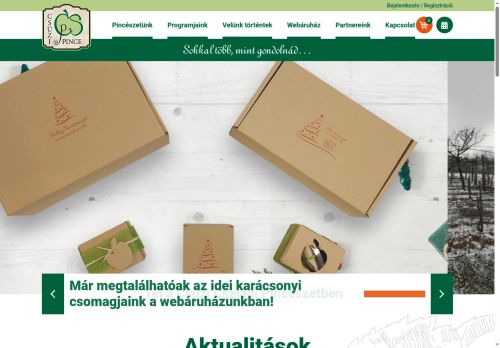 Bejelentkezés / Regisztráció
CSUZI
PINCE
Pincészetünk Programjaink Velünk történtek Webáruház Partnereink Kapcsolat
Sokkal több, mint gondolnád...
Már megtalálhatóak az idei karácsonyi
csomagjaink a webáruházunkban!
Aktualitások